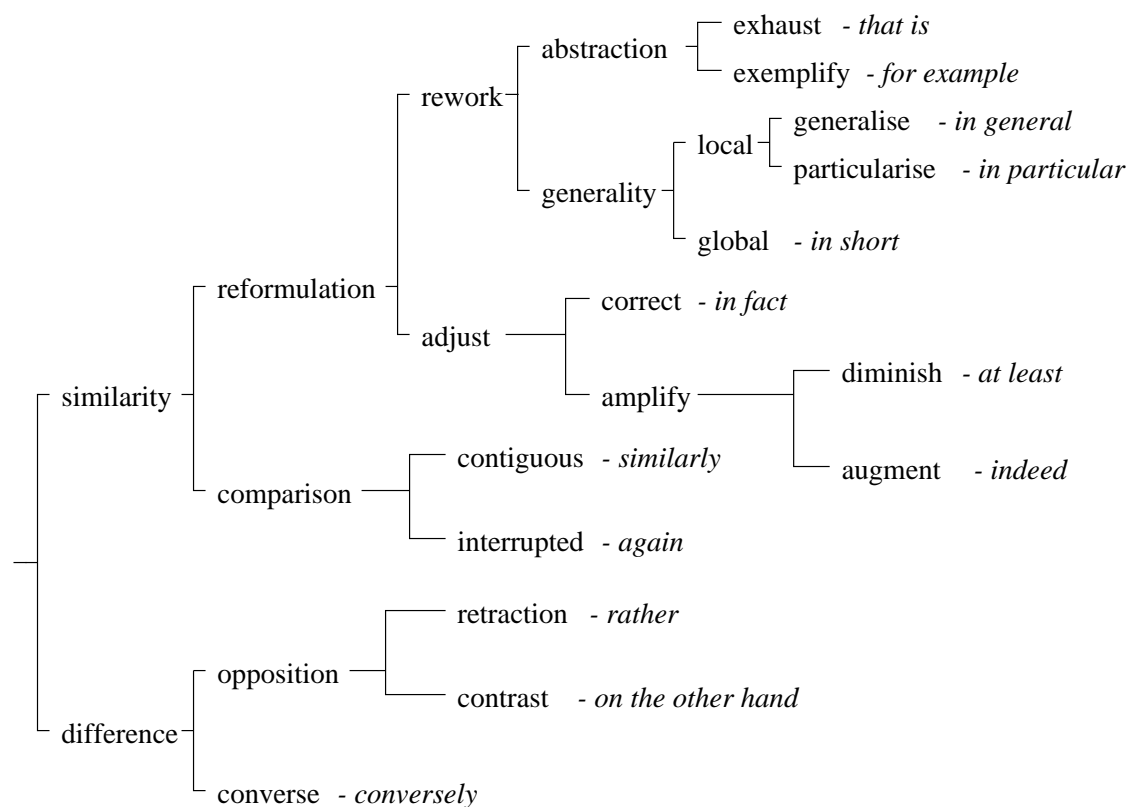 exhaust - that is
abstraction
exemplify - for example
rework
generalise - in general
local
particularise - in particular
generality
global - in short
reformulation
correct - in fact
adjust
diminish - at least
similarity
amplify
contiguous - similarly
augment - indeed
comparison
interrupted - again
retraction - rather
opposition
contrast - on the other hand
difference
converse - conversely